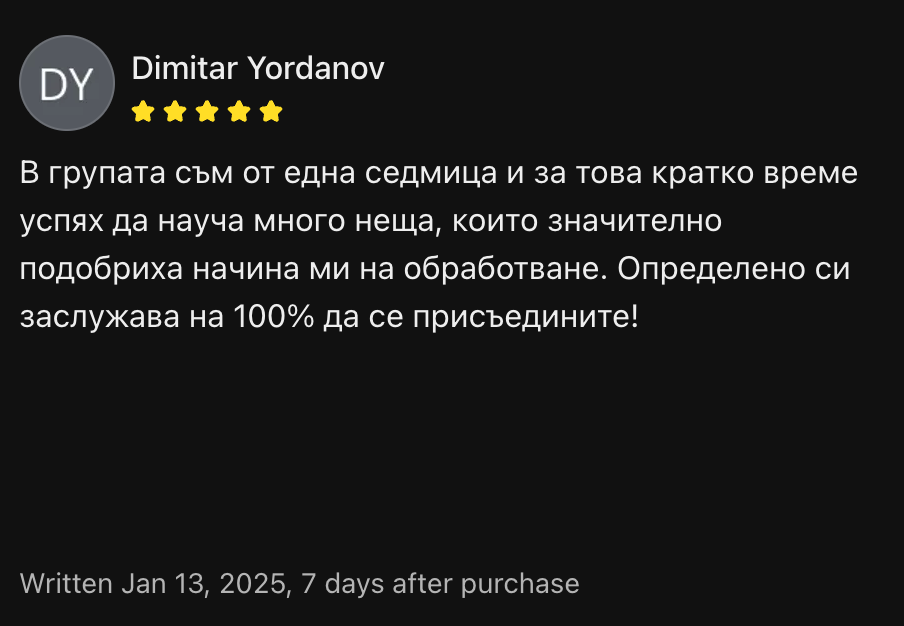 DY
Dimitar Yordanov
В групата съм от една седмица и за това кратко време
успях да науча много неща, които значително
подобриха начина ми на обработване. Определено си
заслужава на 100% да се присъедините!
Written Jan 13, 2025, 7 days after purchase